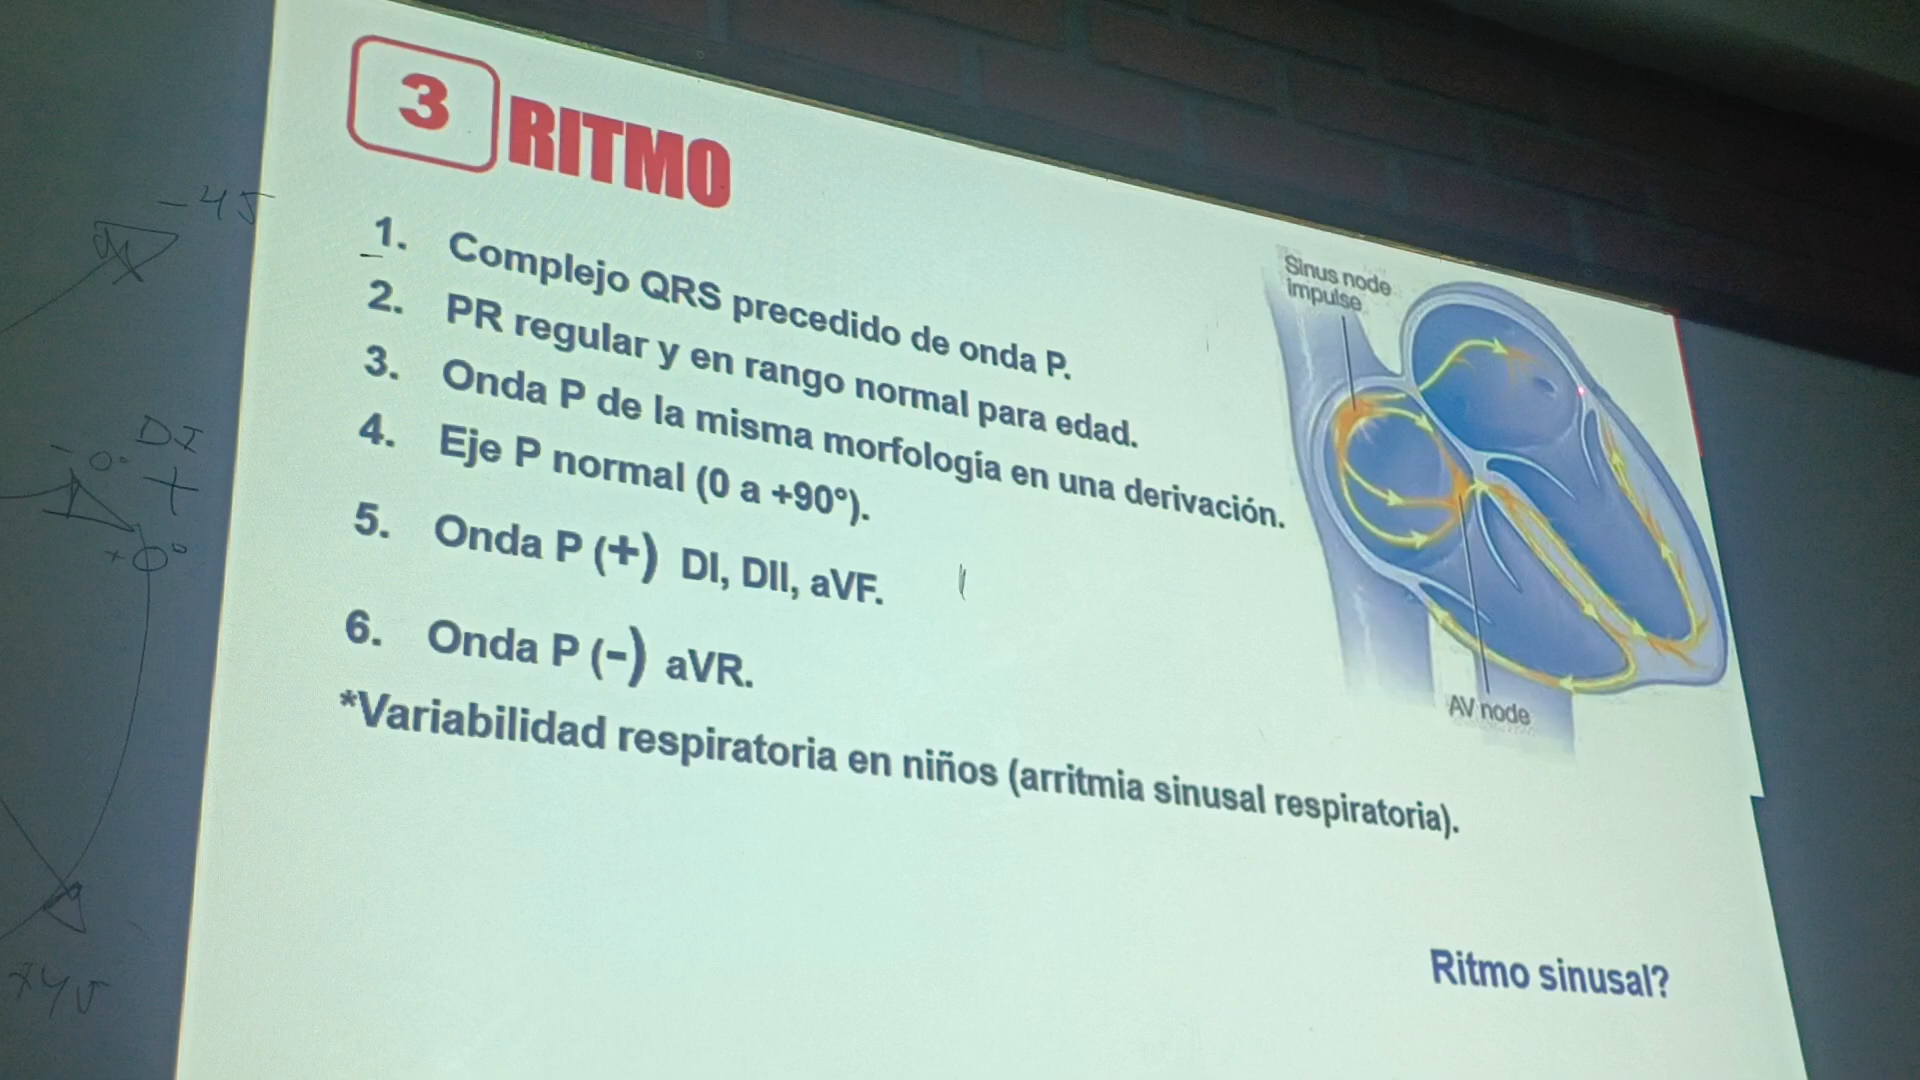 3 RITMO
1. Complejo QRS precedido de onda P.
2. PR regular y en rango normal para edad.
3. Onda P de la misma morfología en una derivación.
4. Eje P normal (0 a +90°).
5. Onda P (+) DI, DII, aVF.
6. Onda P (-) aVR.
*Variabilidad respiratoria en niños (arritmia sinusal respiratoria).
Ritmo sinusal?
Sinus node
impulse
AV node
-45
DI
+
- 0°
+ 0°
+45